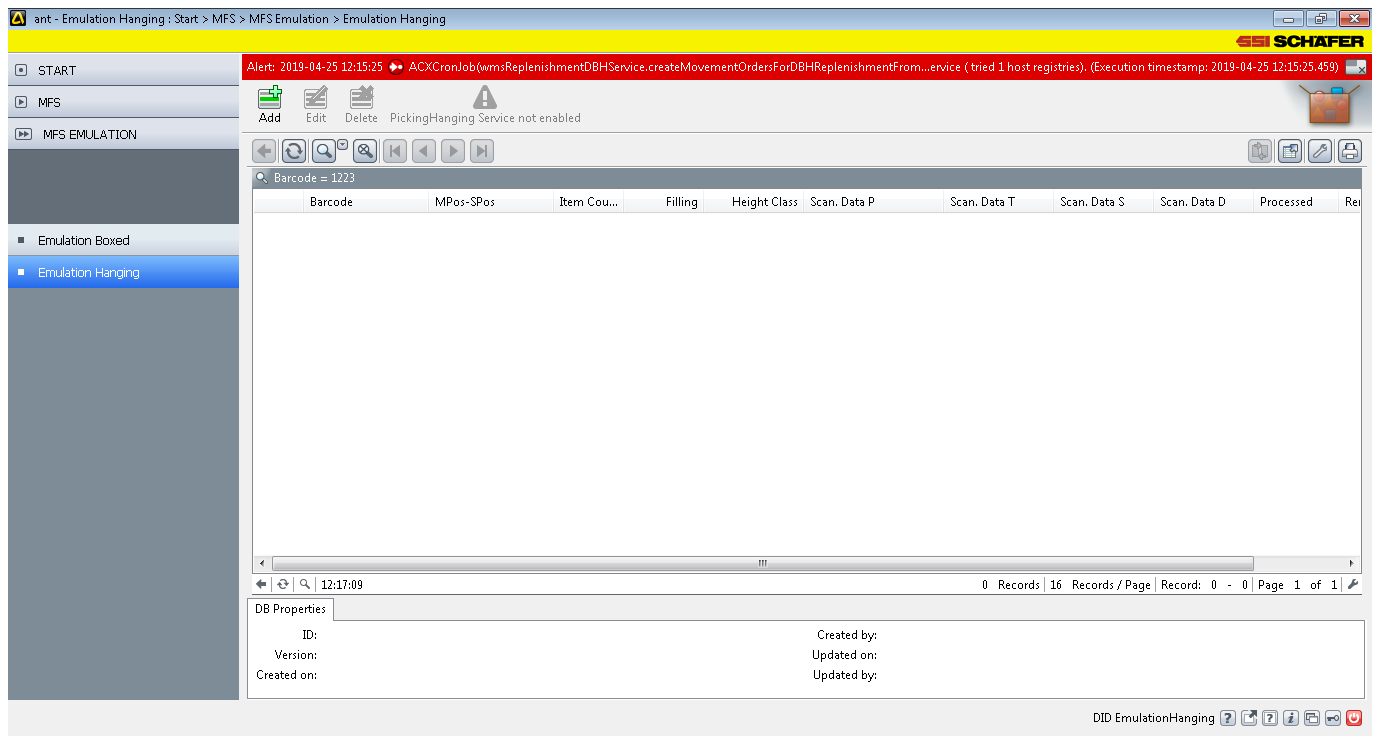 ant - Emulation Hanging : Start > MFS > MFS Emulation > Emulation Hanging
SSI SCHAFER
START
MFS
MFS EMULATION
Emulation Boxed
Emulation Hanging
Alert: 2019-04-25 12:15:25 ACXCronJob(wmsReplenishmentDBHService.createMovementOrdersForDBHReplenishmentFrom...ervice ( tried 1 host registries). (Execution timestamp: 2019-04-25 12:15:25.459)
Add Edit Delete PickingHanging Service not enabled
Barcode = 1223
Barcode MPos-SPos Item Cou... Filling Height Class Scan. Data P Scan. Data T Scan. Data S Scan. Data D Processed Rei
12:17:09 0 Records 16 Records / Page Record: 0 - 0 Page 1 of 1
DB Properties
ID: Created by:
Version: Updated on:
Created on: Updated by:
DID EmulationHanging